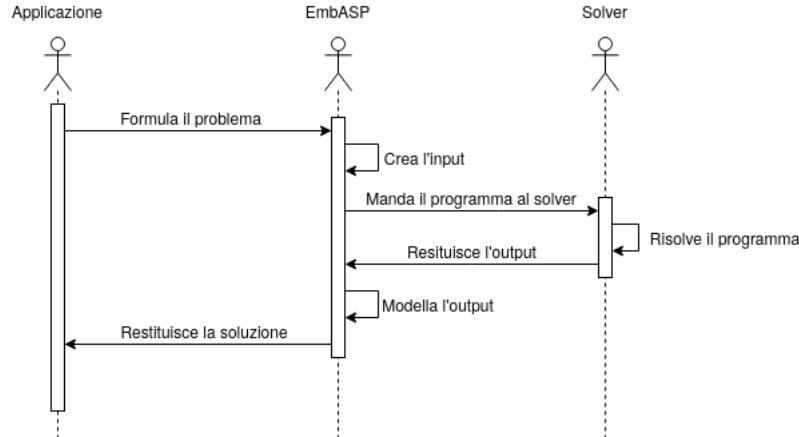 Applicazione
EmbASP
Solver
Formula il problema
Crea l'input
Manda il programma al solver
Risolve il programma
Resituisce l'output
Modella l'output
Restituisce la soluzione